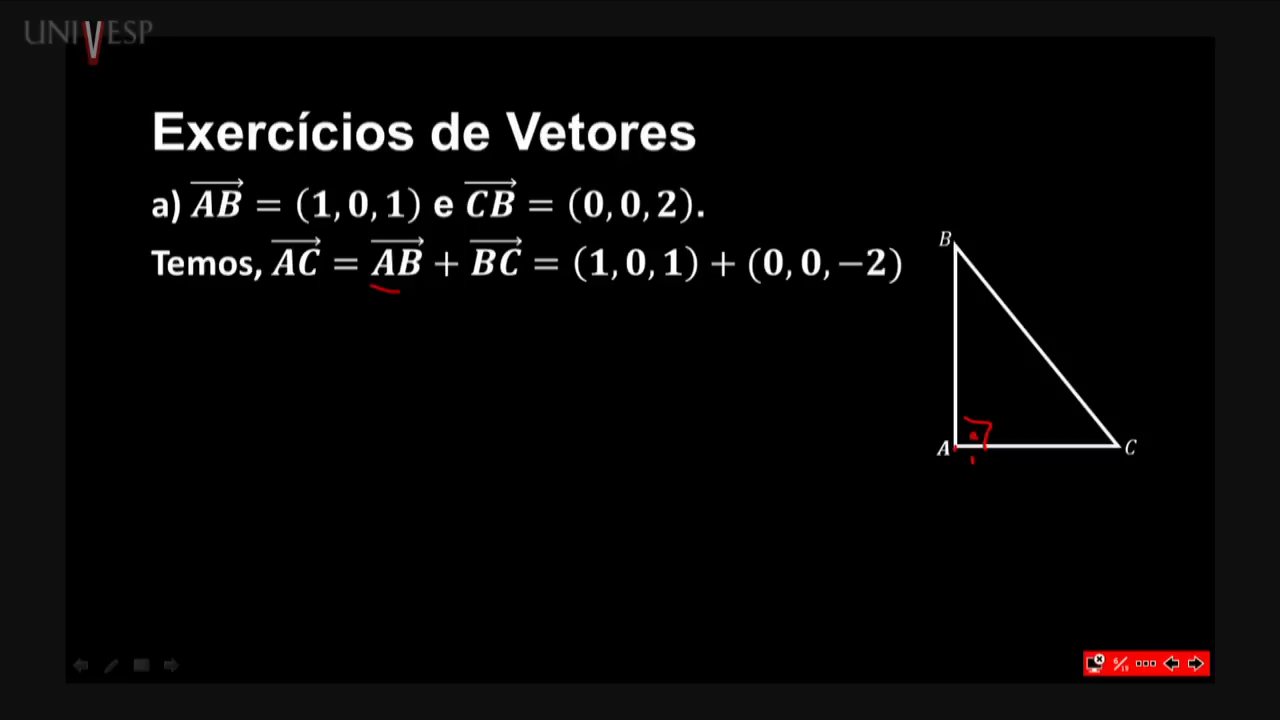 UNIVESP
Exercícios de Vetores
a) $\overrightarrow{AB} = (1, 0, 1)$ e $\overrightarrow{CB} = (0, 0, 2)$.
Temos, $\overrightarrow{AC} = \overrightarrow{AB} + \overrightarrow{BC} = (1, 0, 1) + (0, 0, -2)$
B
A
C